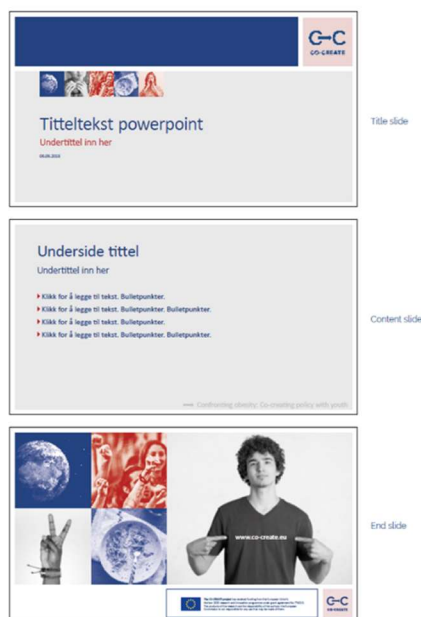 C-C
CO-CREATE
Titteltekst powerpoint
Undertittel inn her
Title slide
Underside tittel
Undertittel inn her
Klikk for å legge til tekst. Bulletpunkter.
Klikk for å legge til tekst. Bulletpunkter. Bulletpunkter.
Klikk for å legge til tekst. Bulletpunkter.
Klikk for å legge til tekst. Bulletpunkter. Bulletpunkter.
Content slide
Confronting obesity: Co-creating policy with youth
www.co-create.eu
End slide
C-C
CO-CREATE